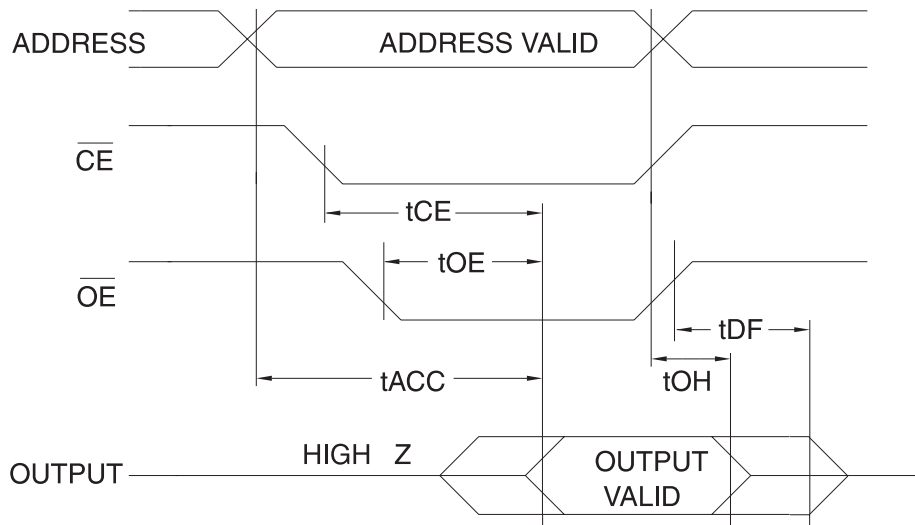 ADDRESS
ADDRESS VALID
CE
tCE
tOE
OE
tDF
tACC
tOH
HIGH Z
OUTPUT
OUTPUT
VALID